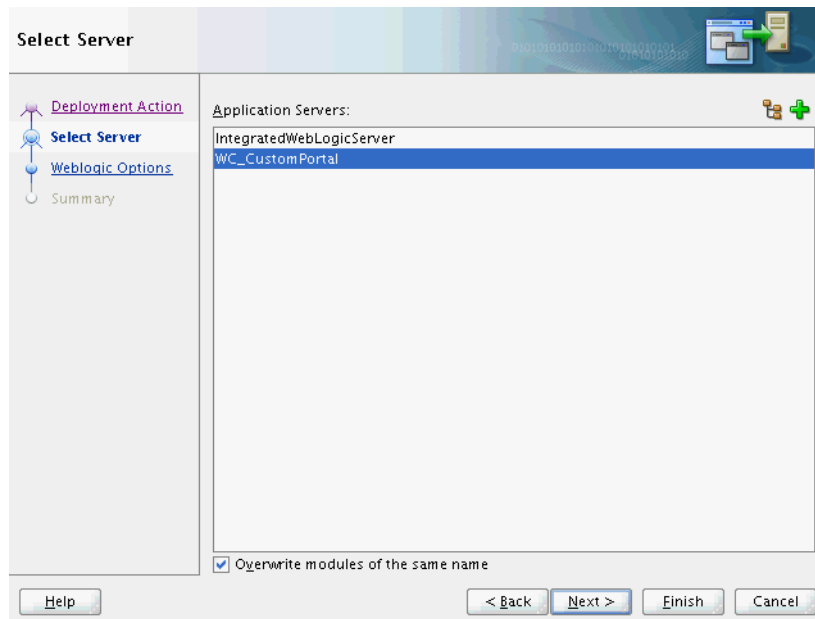 Select Server
Deployment Action
Select Server
Weblogic Options
Summary
Application Servers:
IntegratedWebLogicServer
WC_CustomPortal
Overwrite modules of the same name
Help
< Back
Next >
Finish
Cancel